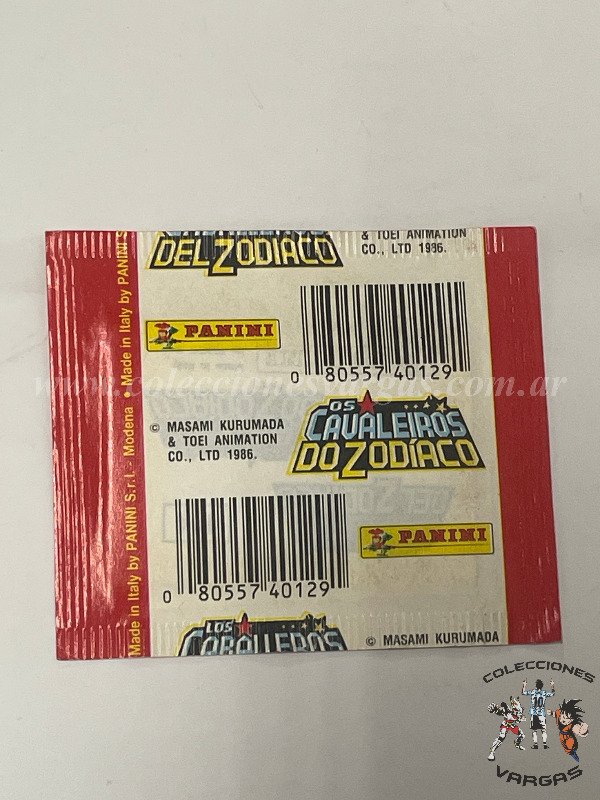 DEL ZODIACO
& TOEI ANIMATION
CO., LTD 1986.
PANINI
0 80557 40129
www.coleccionesvargas.com.ar
© MASAMI KURUMADA
& TOEI ANIMATION
CO., LTD 1986.
OS
CAVALEIROS
DO ZODÍACO
0 80557 40129
PANINI
LOS
CABALLEROS
© MASAMI KURUMADA
Made in Italy by PANINI S.r.l. - Modena • Made in Italy by PANINI S
COLECCIONES
10
VARGAS